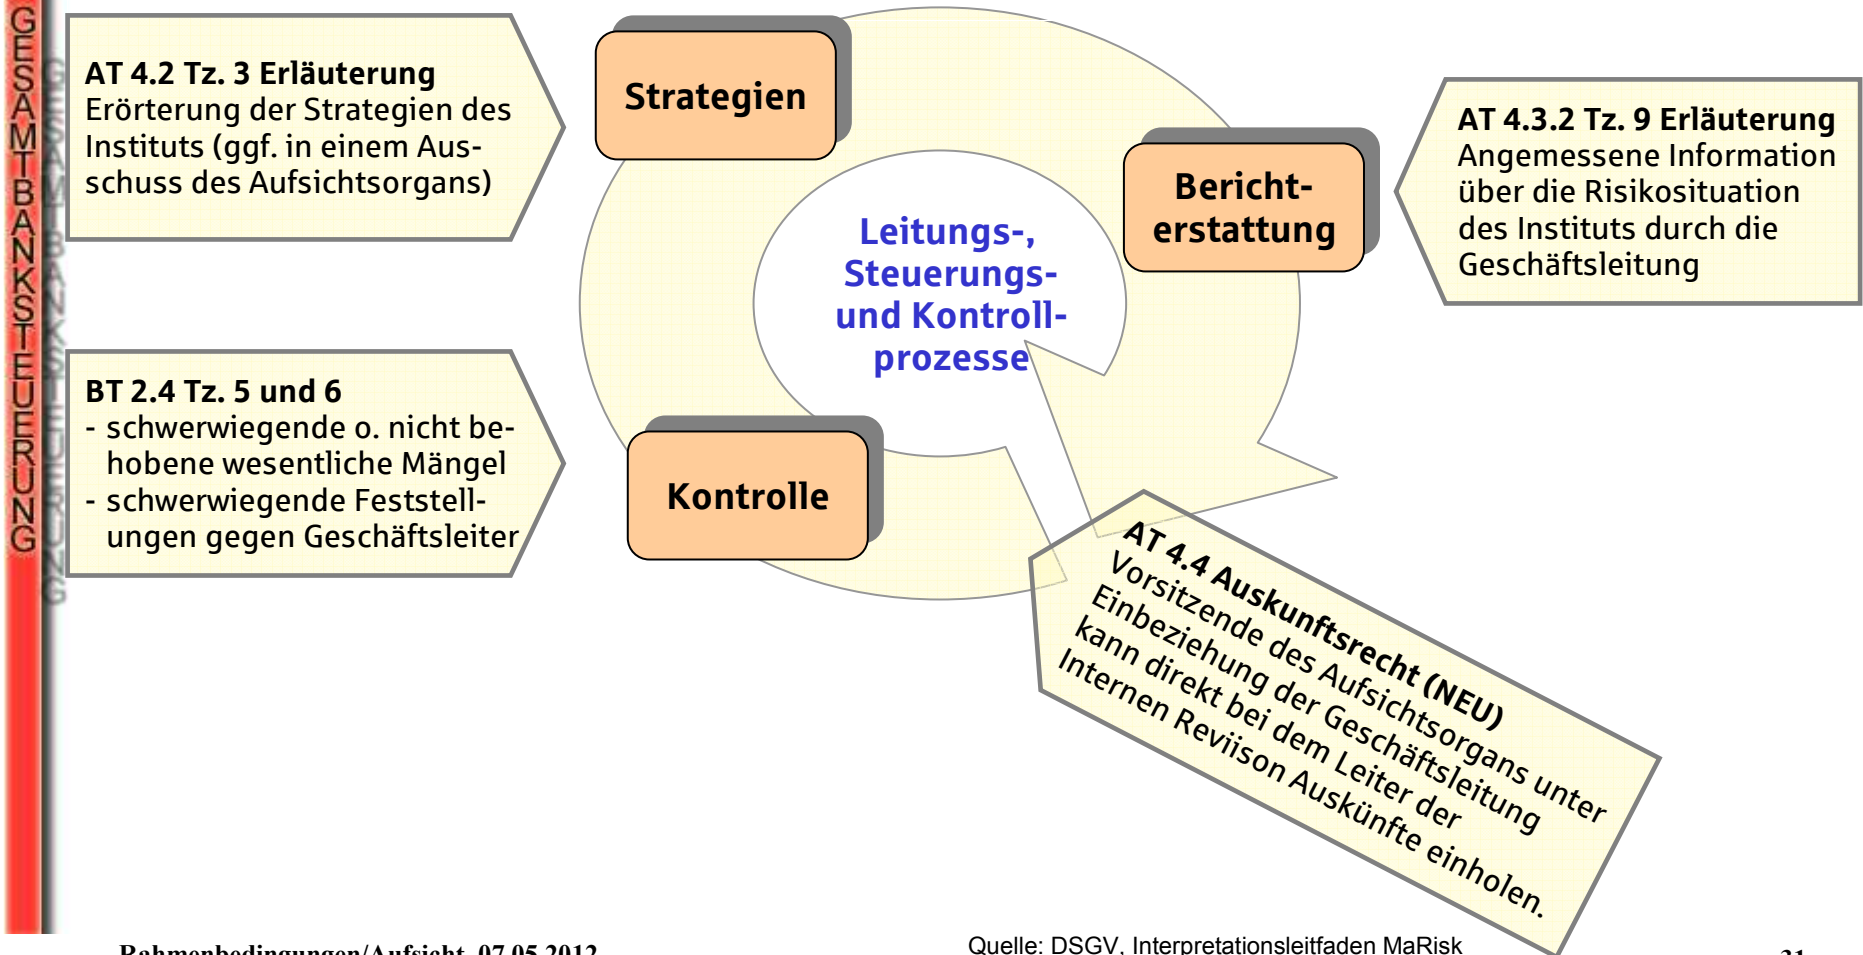 GESAMTBANKSTEUERUNG
AT 4.2 Tz. 3 Erläuterung
Erörterung der Strategien des
Instituts (ggf. in einem Aus-
schuss des Aufsichtsorgans)
Strategien
Bericht-
erstattung
AT 4.3.2 Tz. 9 Erläuterung
Angemessene Information
über die Risikosituation
des Instituts durch die
Geschäftsleitung
Leitungs-,
Steuerungs-
und Kontroll-
prozesse
BT 2.4 Tz. 5 und 6
- schwerwiegende o. nicht be-
hobene wesentliche Mängel
- schwerwiegende Feststell-
ungen gegen Geschäftsleiter
Kontrolle
AT 4.4 Auskunftsrecht (NEU)
Vorsitzende des Aufsichtsorgans unter
Einbeziehung der Geschäftsleitung
kann direkt bei dem Leiter der
Internen Reviison Auskünfte einholen.
Rahmenbedingungen/Aufsicht, 07.05.2012
Quelle: DSGV, Interpretationsleitfaden MaRisk
31